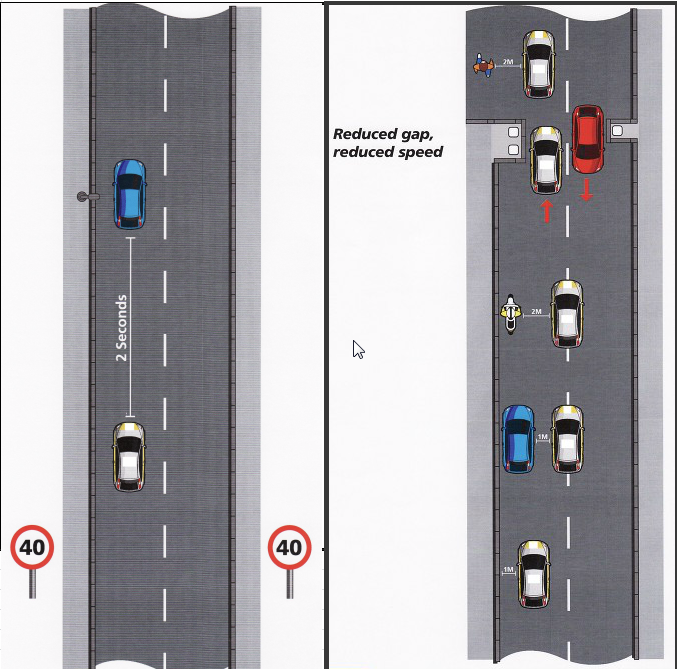 2 Seconds
40
40
Reduced gap,
reduced speed
2M
2M
1M
1M